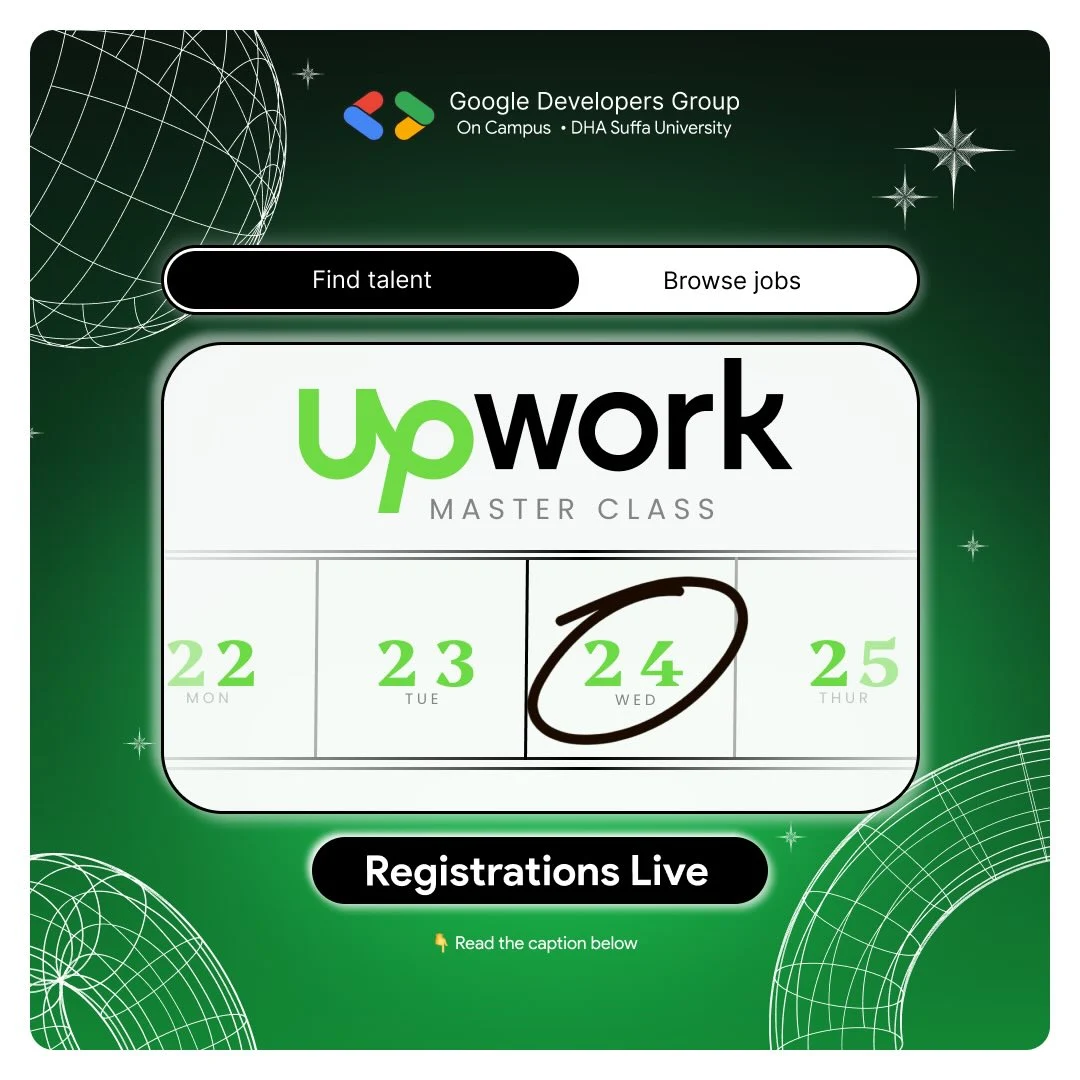 Google Developers Group
On Campus • DHA Suffa University
Find talent
Browse jobs
upwork
MASTER CLASS
22 23 24 25
MON TUE WED THUR
Registrations Live
👇 Read the caption below